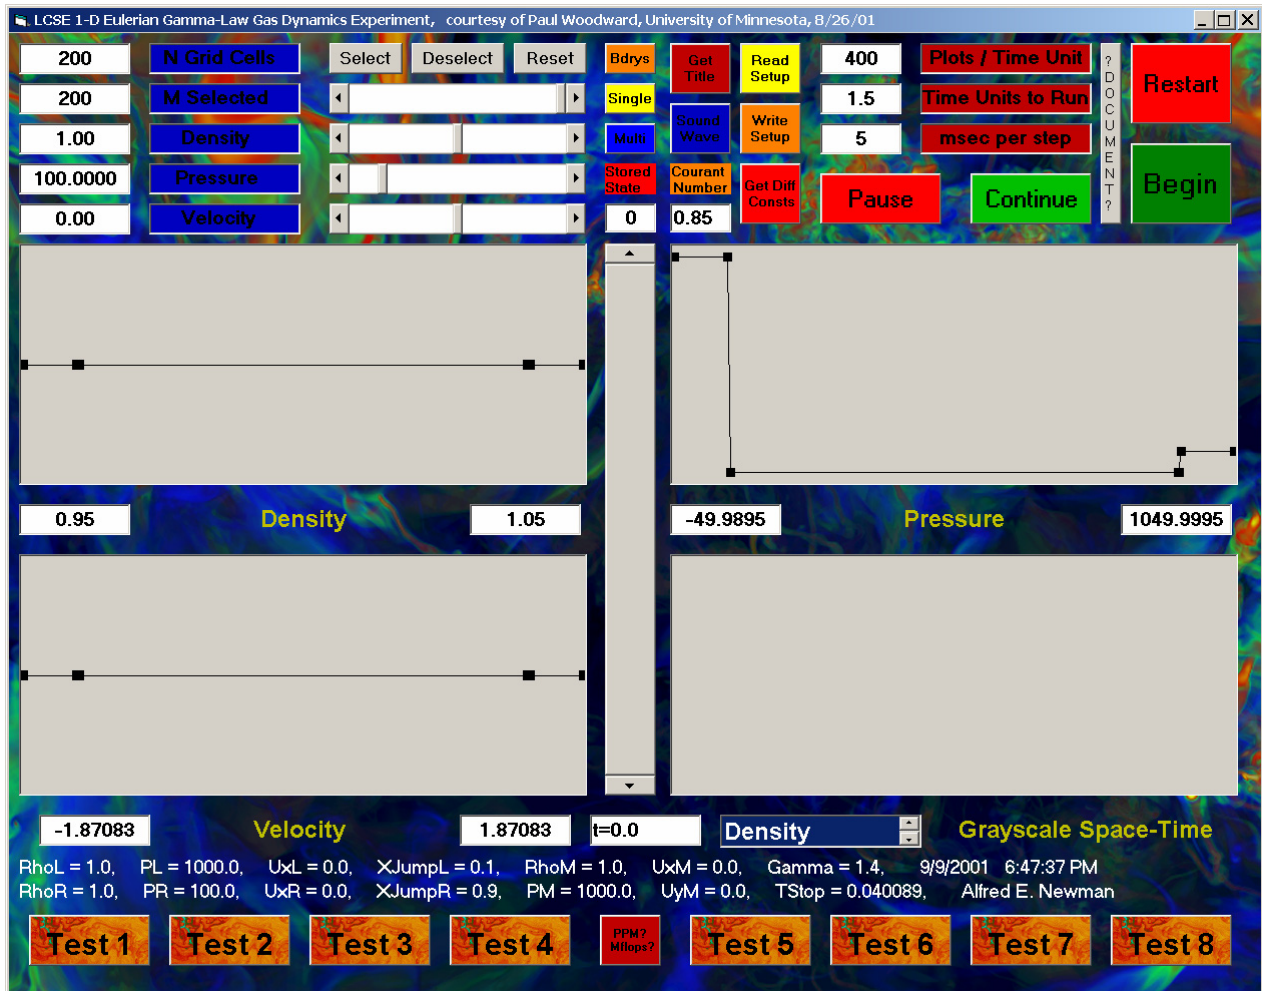 LCSE 1-D Eulerian Gamma-Law Gas Dynamics Experiment, courtesy of Paul Woodward, University of Minnesota, 8/26/01
200 N Grid Cells Select Deselect Reset Bdrys Get Title Read Setup 400 Plots / Time Unit ? DOCUMENT ? Restart
200 M Selected Single Sound Wave Write Setup 1.5 Time Units to Run
1.00 Density Multi 5 msec per step Begin
100.0000 Pressure Stored State Courant Number Get Diff Consts Pause Continue
0.00 Velocity 0 0.85
0.95 Density 1.05 -49.9895 Pressure 1049.9995
-1.87083 Velocity 1.87083 t=0.0 Density Grayscale Space-Time
RhoL = 1.0, PL = 1000.0, UxL = 0.0, XJumpL = 0.1, RhoM = 1.0, UxM = 0.0, Gamma = 1.4, 9/9/2001 6:47:37 PM
RhoR = 1.0, PR = 100.0, UxR = 0.0, XJumpR = 0.9, PM = 1000.0, UyM = 0.0, TStop = 0.040089, Alfred E. Newman
Test 1 Test 2 Test 3 Test 4 PPM? Mflops? Test 5 Test 6 Test 7 Test 8